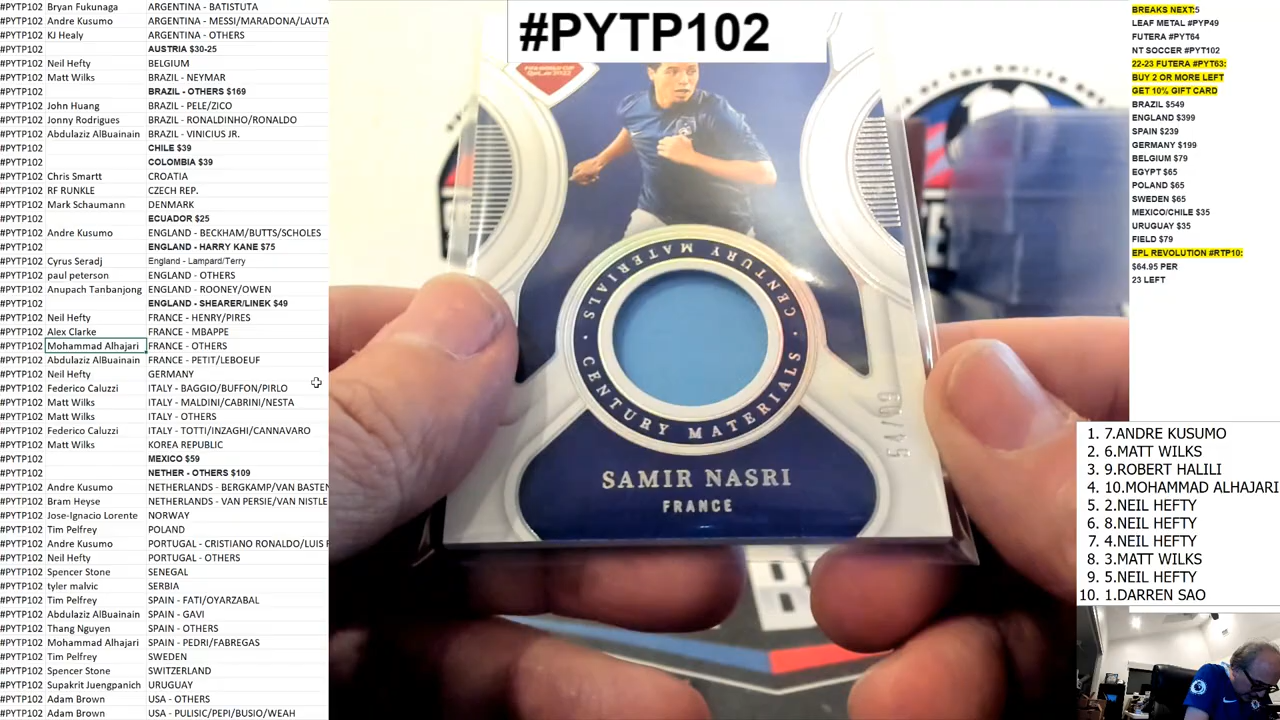 #PYTP102 Bryan Fukunaga ARGENTINA - BATISTUTA
#PYTP102 Andre Kusumo ARGENTINA - MESSI/MARADONA/LAUTA
#PYTP102 KJ Healy ARGENTINA - OTHERS
#PYTP102 AUSTRIA $30-25
#PYTP102 Neil Hefty BELGIUM
#PYTP102 Matt Wilks BRAZIL - NEYMAR
#PYTP102 BRAZIL - OTHERS $169
#PYTP102 John Huang BRAZIL - PELE/ZICO
#PYTP102 Jonny Rodrigues BRAZIL - RONALDINHO/RONALDO
#PYTP102 Abdulaziz AlBuainain BRAZIL - VINICIUS JR.
#PYTP102 CHILE $39
#PYTP102 COLOMBIA $39
#PYTP102 Chris Smartt CROATIA
#PYTP102 RF RUNKLE CZECH REP.
#PYTP102 Mark Schaumann DENMARK
#PYTP102 ECUADOR $25
#PYTP102 Andre Kusumo ENGLAND - BECKHAM/BUTTS/SCHOLES
#PYTP102 ENGLAND - HARRY KANE $75
#PYTP102 Cyrus Seradj England - Lampard/Terry
#PYTP102 paul peterson ENGLAND - OTHERS
#PYTP102 Anupach Tanbanjong ENGLAND - ROONEY/OWEN
#PYTP102 ENGLAND - SHEARER/LINEK $49
#PYTP102 Neil Hefty FRANCE - HENRY/PIRES
#PYTP102 Alex Clarke FRANCE - MBAPPE
#PYTP102 Mohammad Alhajari FRANCE - OTHERS
#PYTP102 Abdulaziz AlBuainain FRANCE - PETIT/LEBOEUF
#PYTP102 Neil Hefty GERMANY
#PYTP102 Federico Caluzzi ITALY - BAGGIO/BUFFON/PIRLO
#PYTP102 Matt Wilks ITALY - MALDINI/CABRINI/NESTA
#PYTP102 Matt Wilks ITALY - OTHERS
#PYTP102 Federico Caluzzi ITALY - TOTTI/INZAGHI/CANNAVARO
#PYTP102 Matt Wilks KOREA REPUBLIC
#PYTP102 MEXICO $59
#PYTP102 NETHER - OTHERS $109
#PYTP102 Andre Kusumo NETHERLANDS - BERGKAMP/VAN BASTEN
#PYTP102 Bram Heyse NETHERLANDS - VAN PERSIE/VAN NISTLE
#PYTP102 Jose-Ignacio Lorente NORWAY
#PYTP102 Tim Pelfrey POLAND
#PYTP102 Andre Kusumo PORTUGAL - CRISTIANO RONALDO/LUIS F
#PYTP102 Neil Hefty PORTUGAL - OTHERS
#PYTP102 Spencer Stone SENEGAL
#PYTP102 tyler malvic SERBIA
#PYTP102 Tim Pelfrey SPAIN - FATI/OYARZABAL
#PYTP102 Abdulaziz AlBuainain SPAIN - GAVI
#PYTP102 Thang Nguyen SPAIN - OTHERS
#PYTP102 Mohammad Alhajari SPAIN - PEDRI/FABREGAS
#PYTP102 Tim Pelfrey SWEDEN
#PYTP102 Spencer Stone SWITZERLAND
#PYTP102 Supakrit Juengpanich URUGUAY
#PYTP102 Adam Brown USA - OTHERS
#PYTP102 Adam Brown USA - PULISIC/PEPI/BUSIO/WEAH
#PYTP102
CENTURY MATERIALS · CENTURY MATERIALS ·
SAMIR NASRI
FRANCE
BREAKS NEXT:5
LEAF METAL #PYP49
FUTERA #PYT64
NT SOCCER #PYT102
22-23 FUTERA #PYT63:
BUY 2 OR MORE LEFT
GET 10% GIFT CARD
BRAZIL $549
ENGLAND $399
SPAIN $239
GERMANY $199
BELGIUM $79
EGYPT $65
POLAND $65
SWEDEN $65
MEXICO/CHILE $35
URUGUAY $35
FIELD $79
EPL REVOLUTION #RTP10:
$64.95 PER
23 LEFT
1. 7.ANDRE KUSUMO
2. 6.MATT WILKS
3. 9.ROBERT HALILI
4. 10.MOHAMMAD ALHAJARI
5. 2.NEIL HEFTY
6. 8.NEIL HEFTY
7. 4.NEIL HEFTY
8. 3.MATT WILKS
9. 5.NEIL HEFTY
10. 1.DARREN SAO